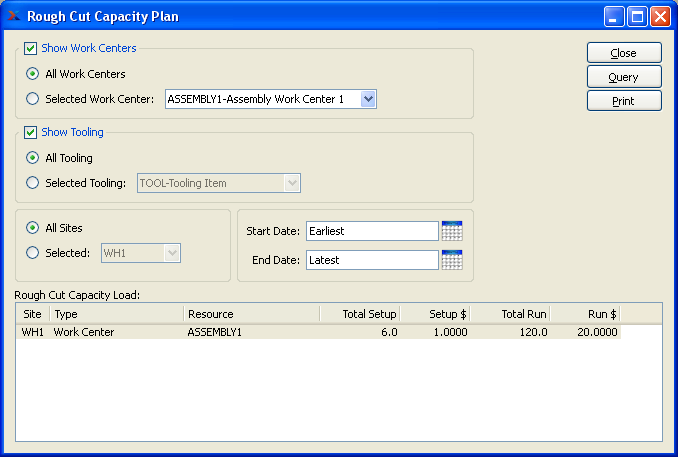 Rough Cut Capacity Plan
Show Work Centers
All Work Centers
Selected Work Center: ASSEMBLY1-Assembly Work Center 1
Close
Query
Print
Show Tooling
All Tooling
Selected Tooling: TOOL-Tooling Item
All Sites
Selected: WH1
Start Date: Earliest
End Date: Latest
Rough Cut Capacity Load:
Site Type Resource Total Setup Setup $ Total Run Run $
WH1 Work Center ASSEMBLY1 6.0 1.0000 120.0 20.0000